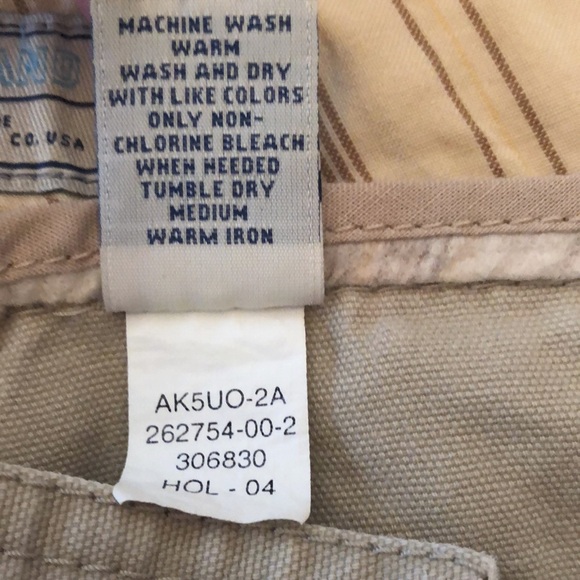 MACHINE WASH
WARM
WASH AND DRY
WITH LIKE COLORS
ONLY NON-
CHLORINE BLEACH
WHEN NEEDED
TUMBLE DRY
MEDIUM
WARM IRON
CO. USA
AK5UO-2A
262754-00-2
306830
HOL - 04